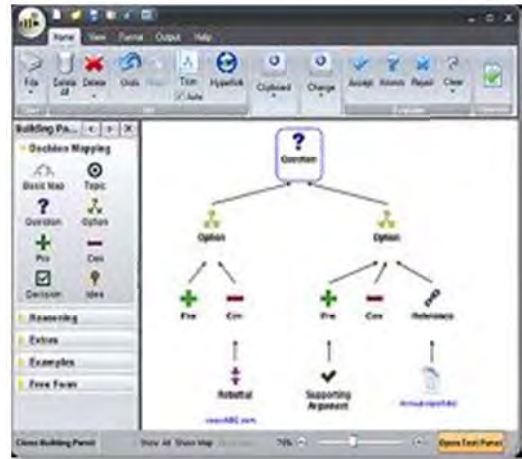 Home View Format Output Help
File
Delete All
Delete
Undo
Trim
Auto
Hyperlink
Clipboard
Change
Accept
Reject
Clear
Building Pa...
Decision Mapping
Basic Map
Topic
Question
Option
Pro
Con
Decision
Idea
Reasoning
Extras
Examples
Free Form
Question
Option
Option
Pro
Con
Pro
Con
Reference
Rebuttal
Supporting Argument
Close Building Panel
Show All
Share Map
Open Text Panel